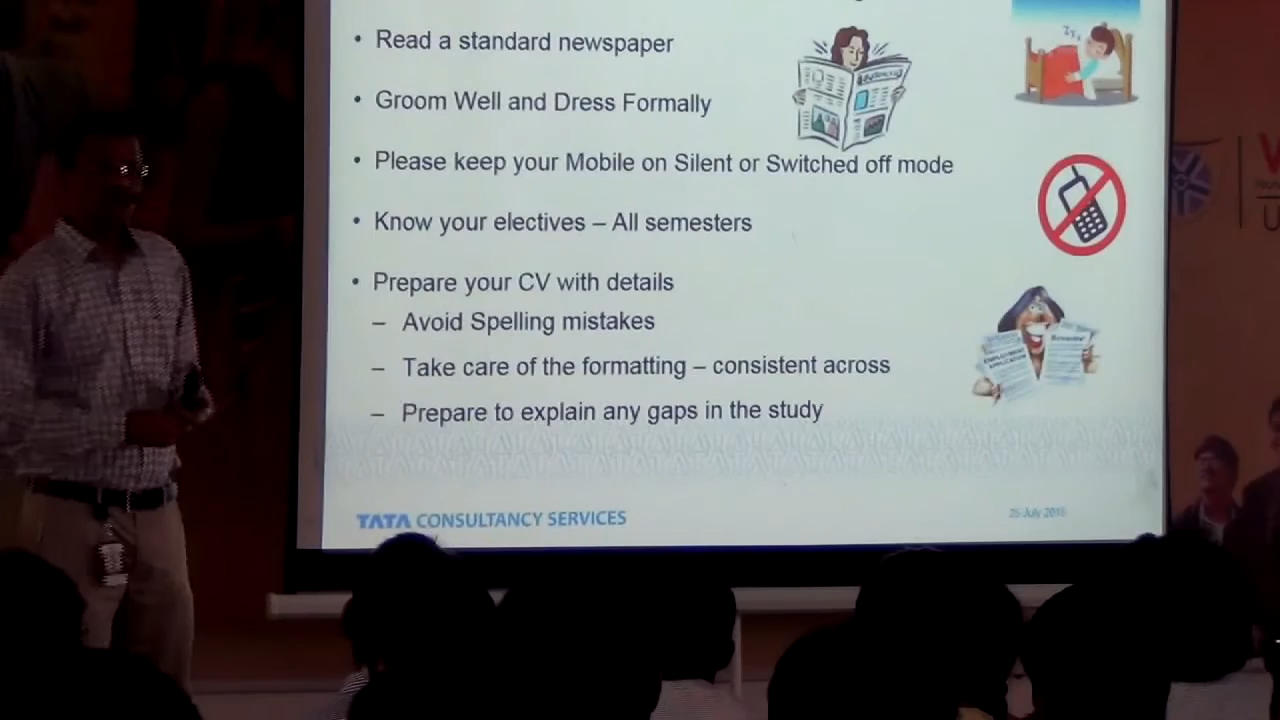 • Read a standard newspaper
• Groom Well and Dress Formally
• Please keep your Mobile on Silent or Switched off mode
• Know your electives – All semesters
• Prepare your CV with details
– Avoid Spelling mistakes
– Take care of the formatting – consistent across
– Prepare to explain any gaps in the study
TATA CONSULTANCY SERVICES